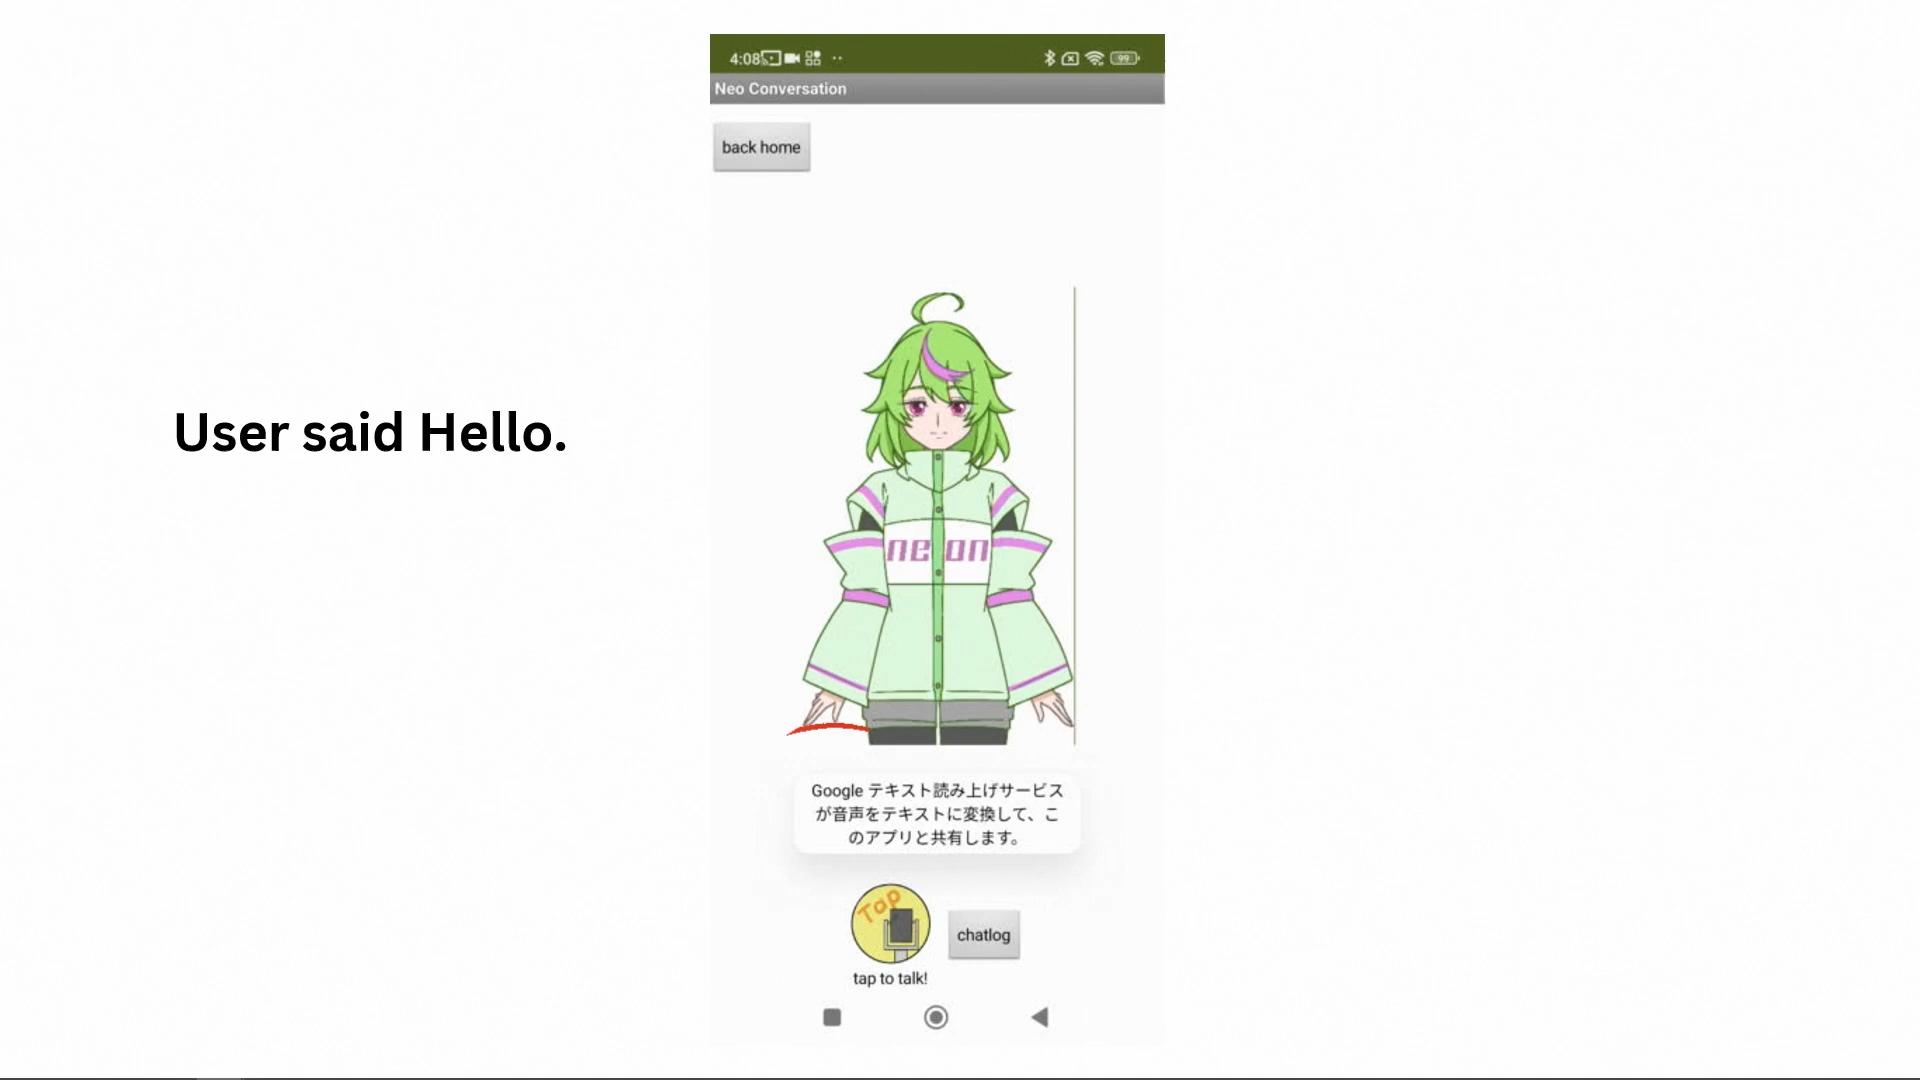 4:08
99
Neo Conversation
back home
User said Hello.
neon
Google テキスト読み上げサービス
が音声をテキストに変換して、こ
のアプリと共有します。
Tap
chatlog
tap to talk!